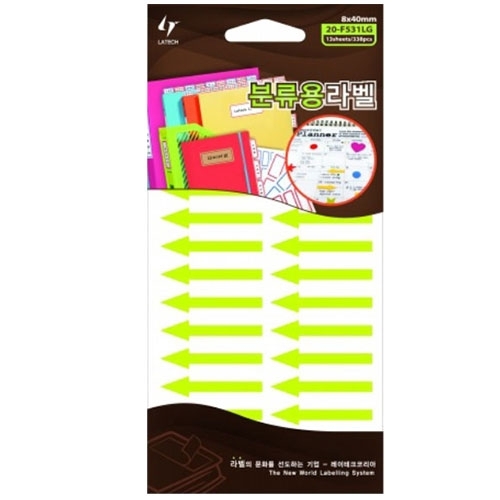 LATECH
8x40mm
20-F531LG
13sheets/338pcs
분류용라벨
Planner
라벨의 문화를 선도하는 기업 - 레이테크코리아
The New World Labelling System